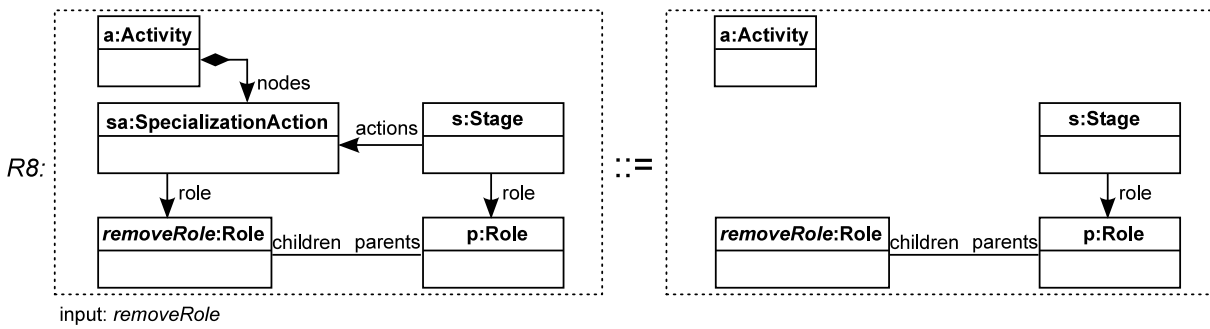 a:Activity
a:Activity
nodes
sa:SpecializationAction
actions
s:Stage
s:Stage
R8:
::=
role
role
role
removeRole:Role
children parents
p:Role
removeRole:Role
children parents
p:Role
input: removeRole